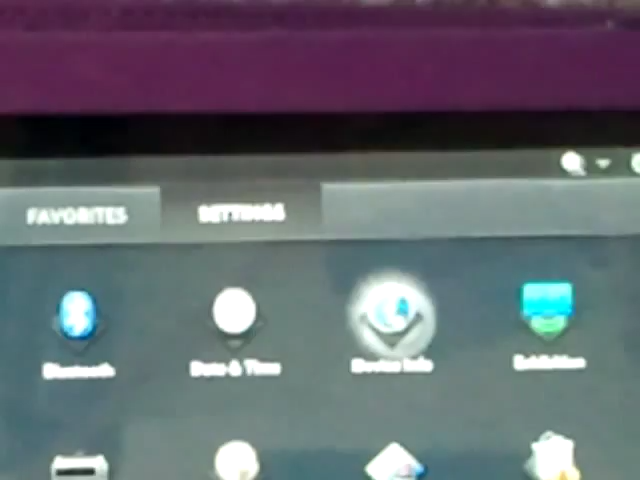 FAVORITES SETTINGS
Bluetooth Date & Time Device Info Exhibition